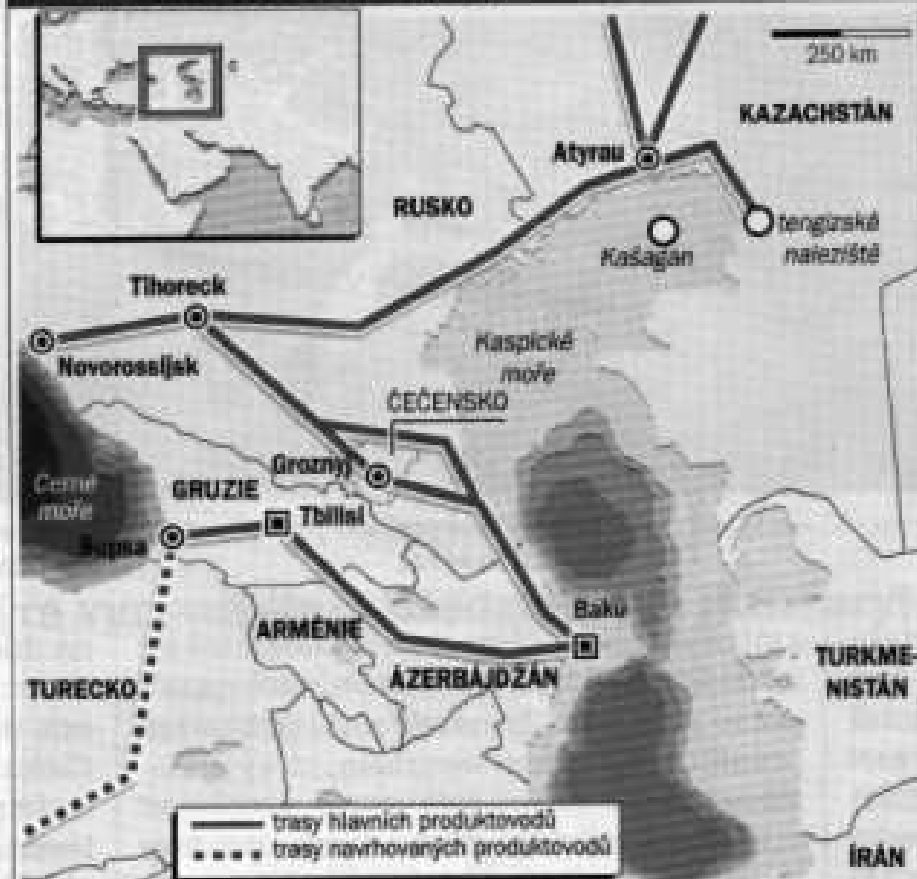 250 km
KAZACHSTÁN
Atyrau
RUSKO
Kašagan
tengizské
naleziště
Tihoreck
Novorossijsk
Kaspické
moře
ČEČENSKO
Groznyj
Černé
moře
GRUZIE
Tbilisi
Supsa
Baku
ARMÉNIE
ÁZERBÁJDŽÁN
TURECKO
TURKME-
NISTÁN
trasy hlavních produktovodů
trasy navrhovaných produktovodů
ÍRÁN